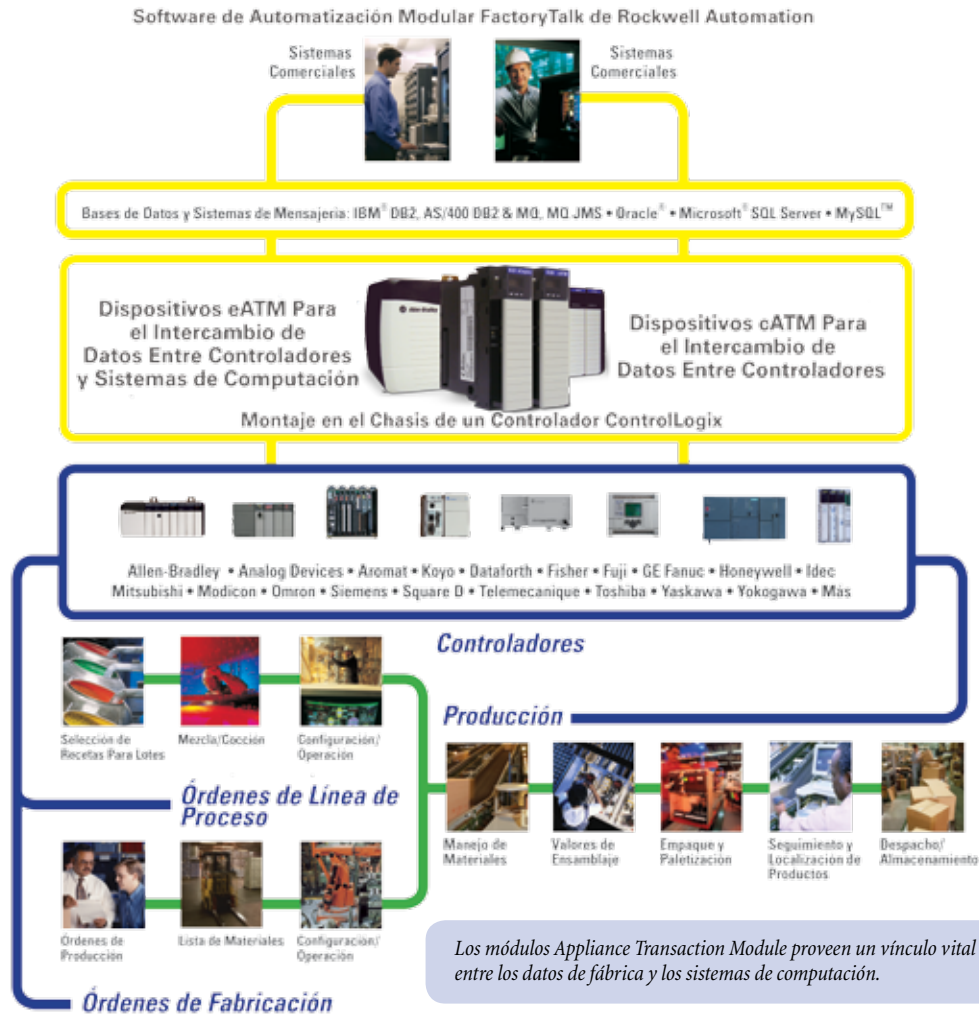 Software de Automatización Modular FactoryTalk de Rockwell Automation
Sistemas
Comerciales
Sistemas
Comerciales
Bases de Datos y Sistemas de Mensajeria: IBM® DB2, AS/400 DB2 & MQ, MQ JMS • Oracle® • Microsoft® SQL Server • MySQL™
Dispositivos eATM Para
el Intercambio de
Datos Entre Controladores
y Sistemas de Computación
Dispositivos cATM Para
el Intercambio de
Datos Entre Controladores
Montaje en el Chasis de un Controlador ControlLogix
Allen-Bradley • Analog Devices • Aromat • Koyo • Dataforth • Fisher • Fuji • GE Fanuc • Honeywell • Idec
Mitsubishi • Modicon • Omron • Siemens • Square D • Telemecanique • Toshiba • Yaskawa • Yokogawa • Más
Controladores
Selección de
Recetas Para Lotes
Mezcla/Cocción
Configuración/
Operación
Producción
Manejo de
Materiales
Valores de
Ensamblaje
Empaque y
Paletización
Seguimiento y
Localización de
Productos
Despacho/
Almacenamiento
Órdenes de Línea de
Proceso
Órdenes de
Producción
Lista de Materiales
Configuración/
Operación
Los módulos Appliance Transaction Module proveen un vínculo vital
entre los datos de fábrica y los sistemas de computación.
Órdenes de Fabricación